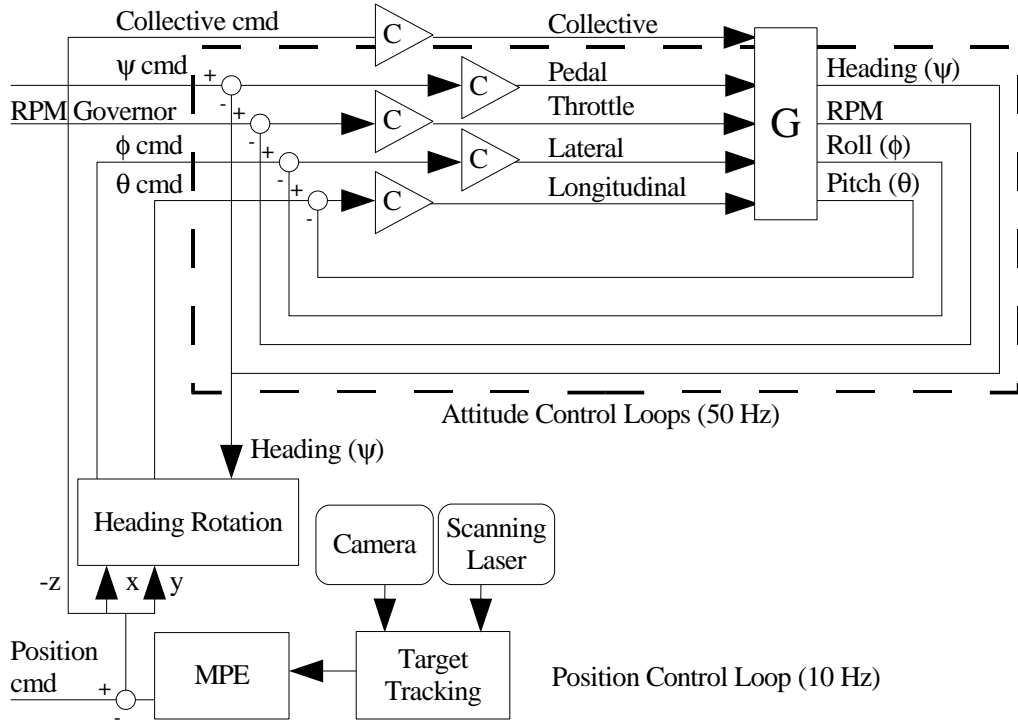 Collective cmd
C
Collective
ψ cmd
+
-
C
Pedal
Heading (ψ)
RPM Governor
+
-
C
Throttle
G
RPM
φ cmd
+
-
C
Lateral
Roll (φ)
θ cmd
+
-
C
Longitudinal
Pitch (θ)
Attitude Control Loops (50 Hz)
Heading (ψ)
Heading Rotation
Camera
Scanning
Laser
-z
x
y
Position
cmd
+
-
MPE
Target
Tracking
Position Control Loop (10 Hz)